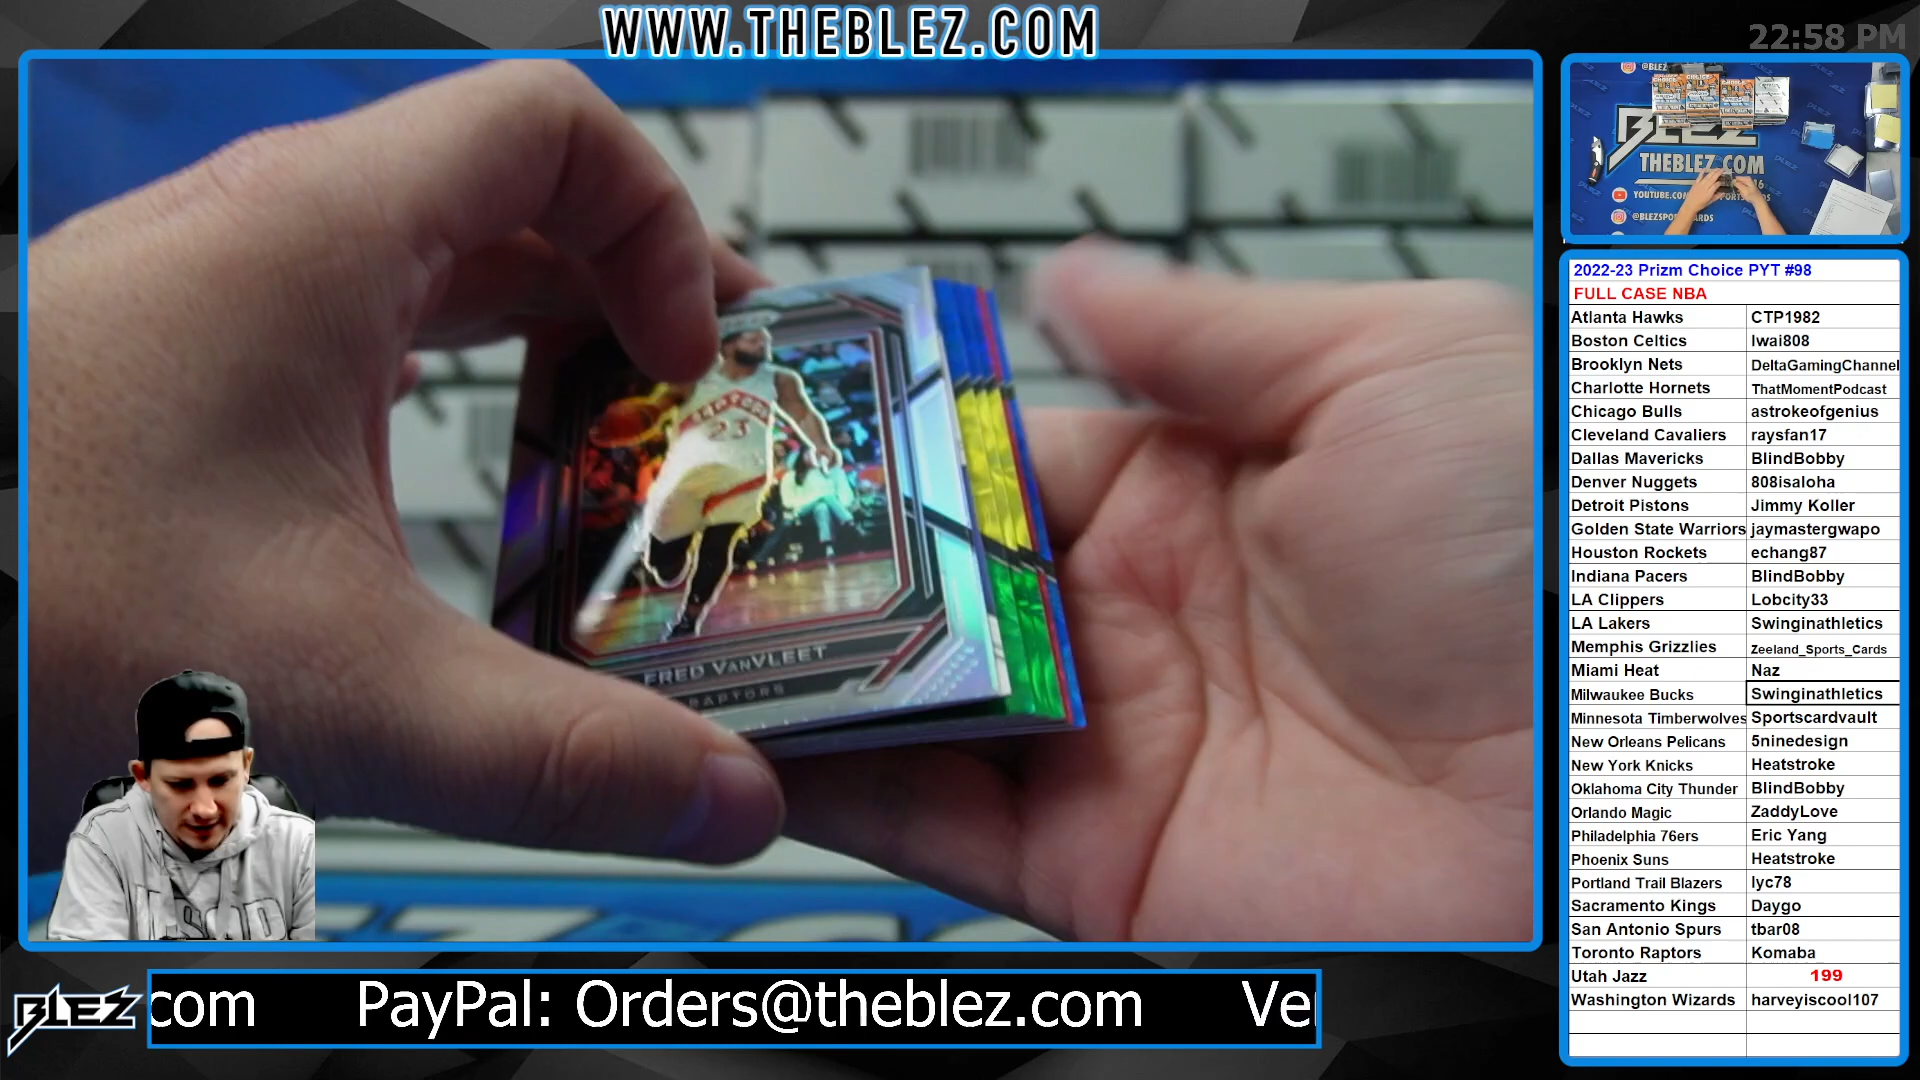 WWW.THEBLEZ.COM
22:58 PM
@BLEZ
BLEZ
THEBLEZ.COM
@BLEZSPO
RAPTORS
23
FRED VANVLEET
RAPTORS
2022-23 Prizm Choice PYT #98
FULL CASE NBA
Atlanta Hawks CTP1982
Boston Celtics lwai808
Brooklyn Nets DeltaGamingChannel
Charlotte Hornets ThatMomentPodcast
Chicago Bulls astrokeofgenius
Cleveland Cavaliers raysfan17
Dallas Mavericks BlindBobby
Denver Nuggets 808isaloha
Detroit Pistons Jimmy Koller
Golden State Warriors jaymastergwapo
Houston Rockets echang87
Indiana Pacers BlindBobby
LA Clippers Lobcity33
LA Lakers Swinginathletics
Memphis Grizzlies Zeeland_Sports_Cards
Miami Heat Naz
Milwaukee Bucks Swinginathletics
Minnesota Timberwolves Sportscardvault
New Orleans Pelicans 5ninedesign
New York Knicks Heatstroke
Oklahoma City Thunder BlindBobby
Orlando Magic ZaddyLove
Philadelphia 76ers Eric Yang
Phoenix Suns Heatstroke
Portland Trail Blazers lyc78
Sacramento Kings Daygo
San Antonio Spurs tbar08
Toronto Raptors Komaba
Utah Jazz 199
Washington Wizards harveyiscool107
BLEZ
com PayPal: Orders@theblez.com Ve